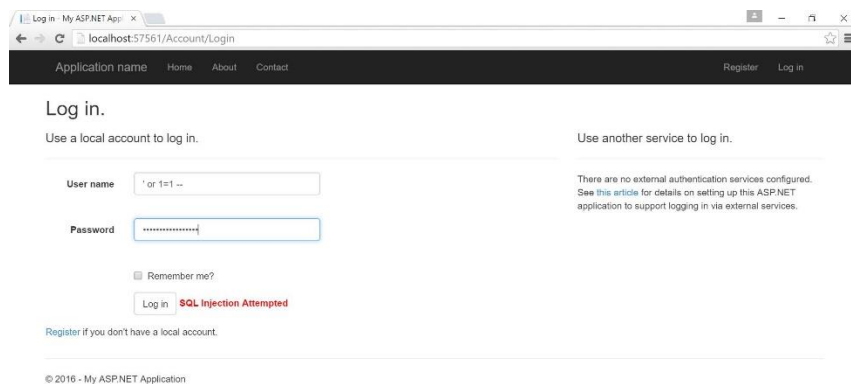 Log in - My ASP.NET App
localhost:57561/Account/Login
Application name Home About Contact Register Log in
Log in.
Use a local account to log in.
User name ' or 1=1 --
Password ••••••••••••••••
Remember me?
Log in SQL Injection Attempted
Register if you don't have a local account.
Use another service to log in.
There are no external authentication services configured.
See this article for details on setting up this ASP.NET
application to support logging in via external services.
© 2016 - My ASP.NET Application